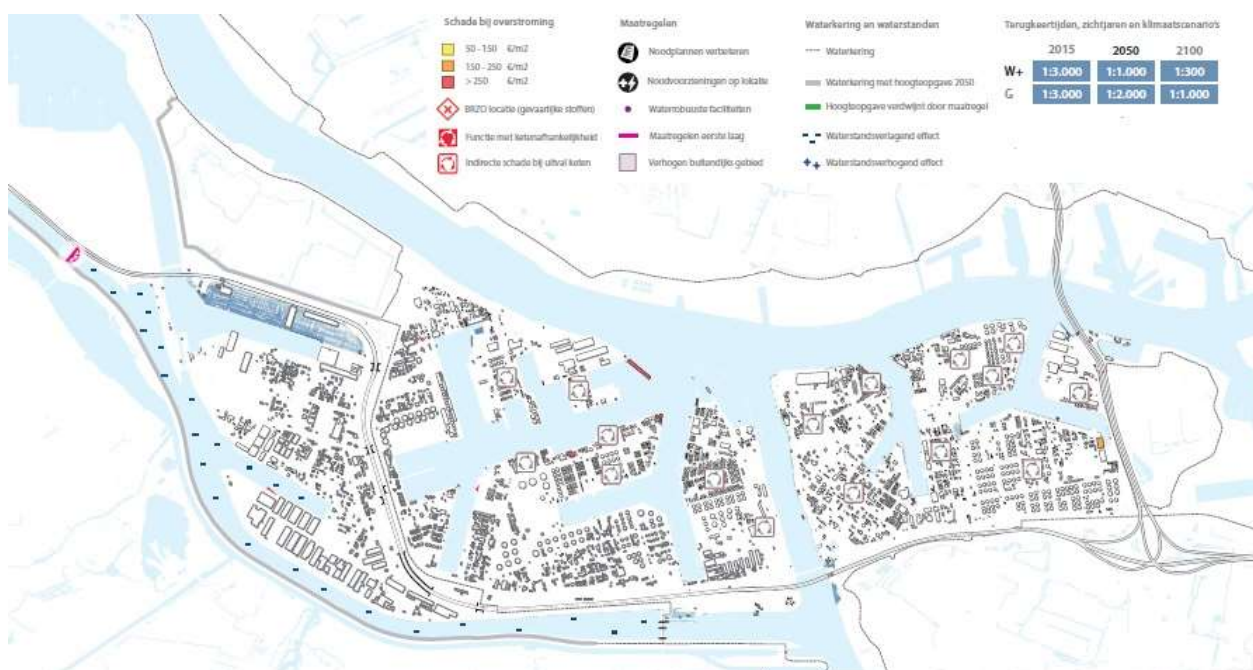 Schade bij overstroming
50 - 150 €/m2
150 - 250 €/m2
> 250 €/m2
BRZO locatie (gevaarlijke stoffen)
Functie met ketenafhankelijkheid
Indirecte schade bij uitval keten
Maatregelen
Noodplannen verbeteren
Noodvoorzieningen op lokatie
Waterrobuuste faciliteiten
Maatregelen eerste laag
Verhogen buitendijks gebied
Waterkering en waterstanden
Waterkering
Waterkering met hoogteopgave 2050
Hoogteopgave verdwijnt door maatregel
Waterstandsverlagend effect
Waterstandsverhogend effect
Terugkeertijden, zichtjaren en klimaatscenario's
2015 2050 2100
W+ 1:3.000 1:1.000 1:300
G 1:3.000 1:2.000 1:1.000